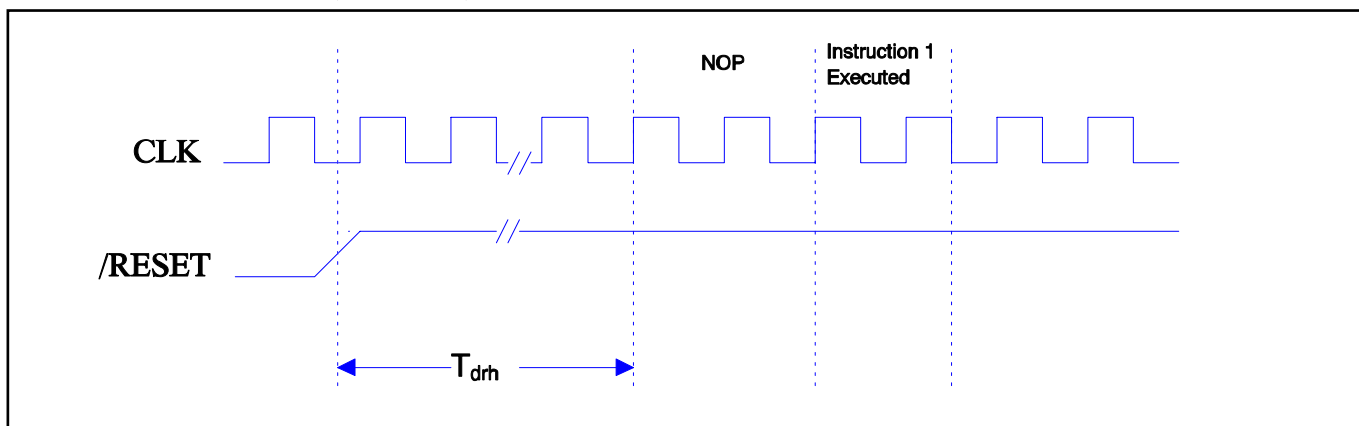 NOP
Instruction 1
Executed
CLK
/RESET
Tdrh